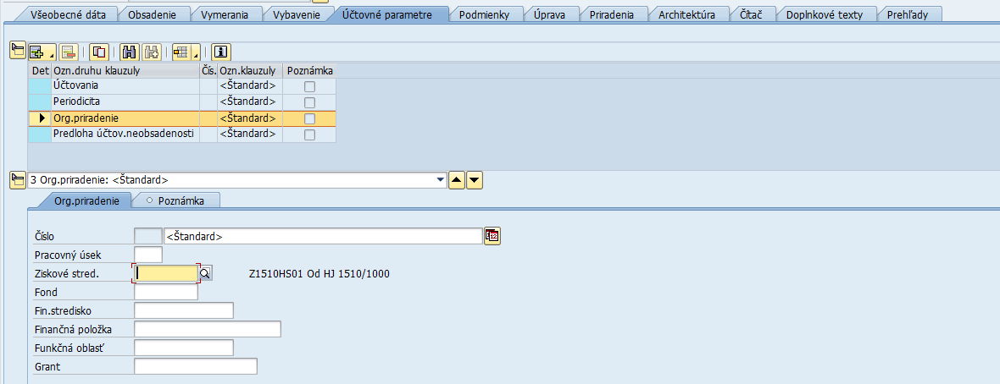 Všeobecné dáta Obsadenie Vymerania Vybavenie Účtovné parametre Podmienky Úprava Priradenia Architektúra Čítač Doplnkové texty Prehľady
Det Ozn.druhu klauzuly Čís. Ozn.klauzuly Poznámka
Účtovania <Štandard>
Periodicita <Štandard>
Org.priradenie <Štandard>
Predloha účtov.neobsadenosti <Štandard>
3 Org.priradenie: <Štandard>
Org.priradenie Poznámka
Číslo <Štandard>
Pracovný úsek
Ziskové stred. Z1510HS01 Od HJ 1510/1000
Fond
Fin.stredisko
Finančná položka
Funkčná oblasť
Grant